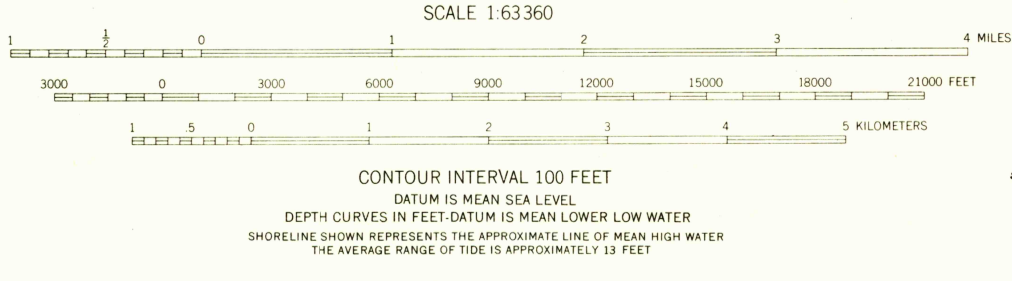 SCALE 1:63360
1 ½ 0 1 2 3 4 MILES
3000 0 3000 6000 9000 12000 15000 18000 21000 FEET
1 .5 0 1 2 3 4 5 KILOMETERS
CONTOUR INTERVAL 100 FEET
DATUM IS MEAN SEA LEVEL
DEPTH CURVES IN FEET-DATUM IS MEAN LOWER LOW WATER
SHORELINE SHOWN REPRESENTS THE APPROXIMATE LINE OF MEAN HIGH WATER
THE AVERAGE RANGE OF TIDE IS APPROXIMATELY 13 FEET